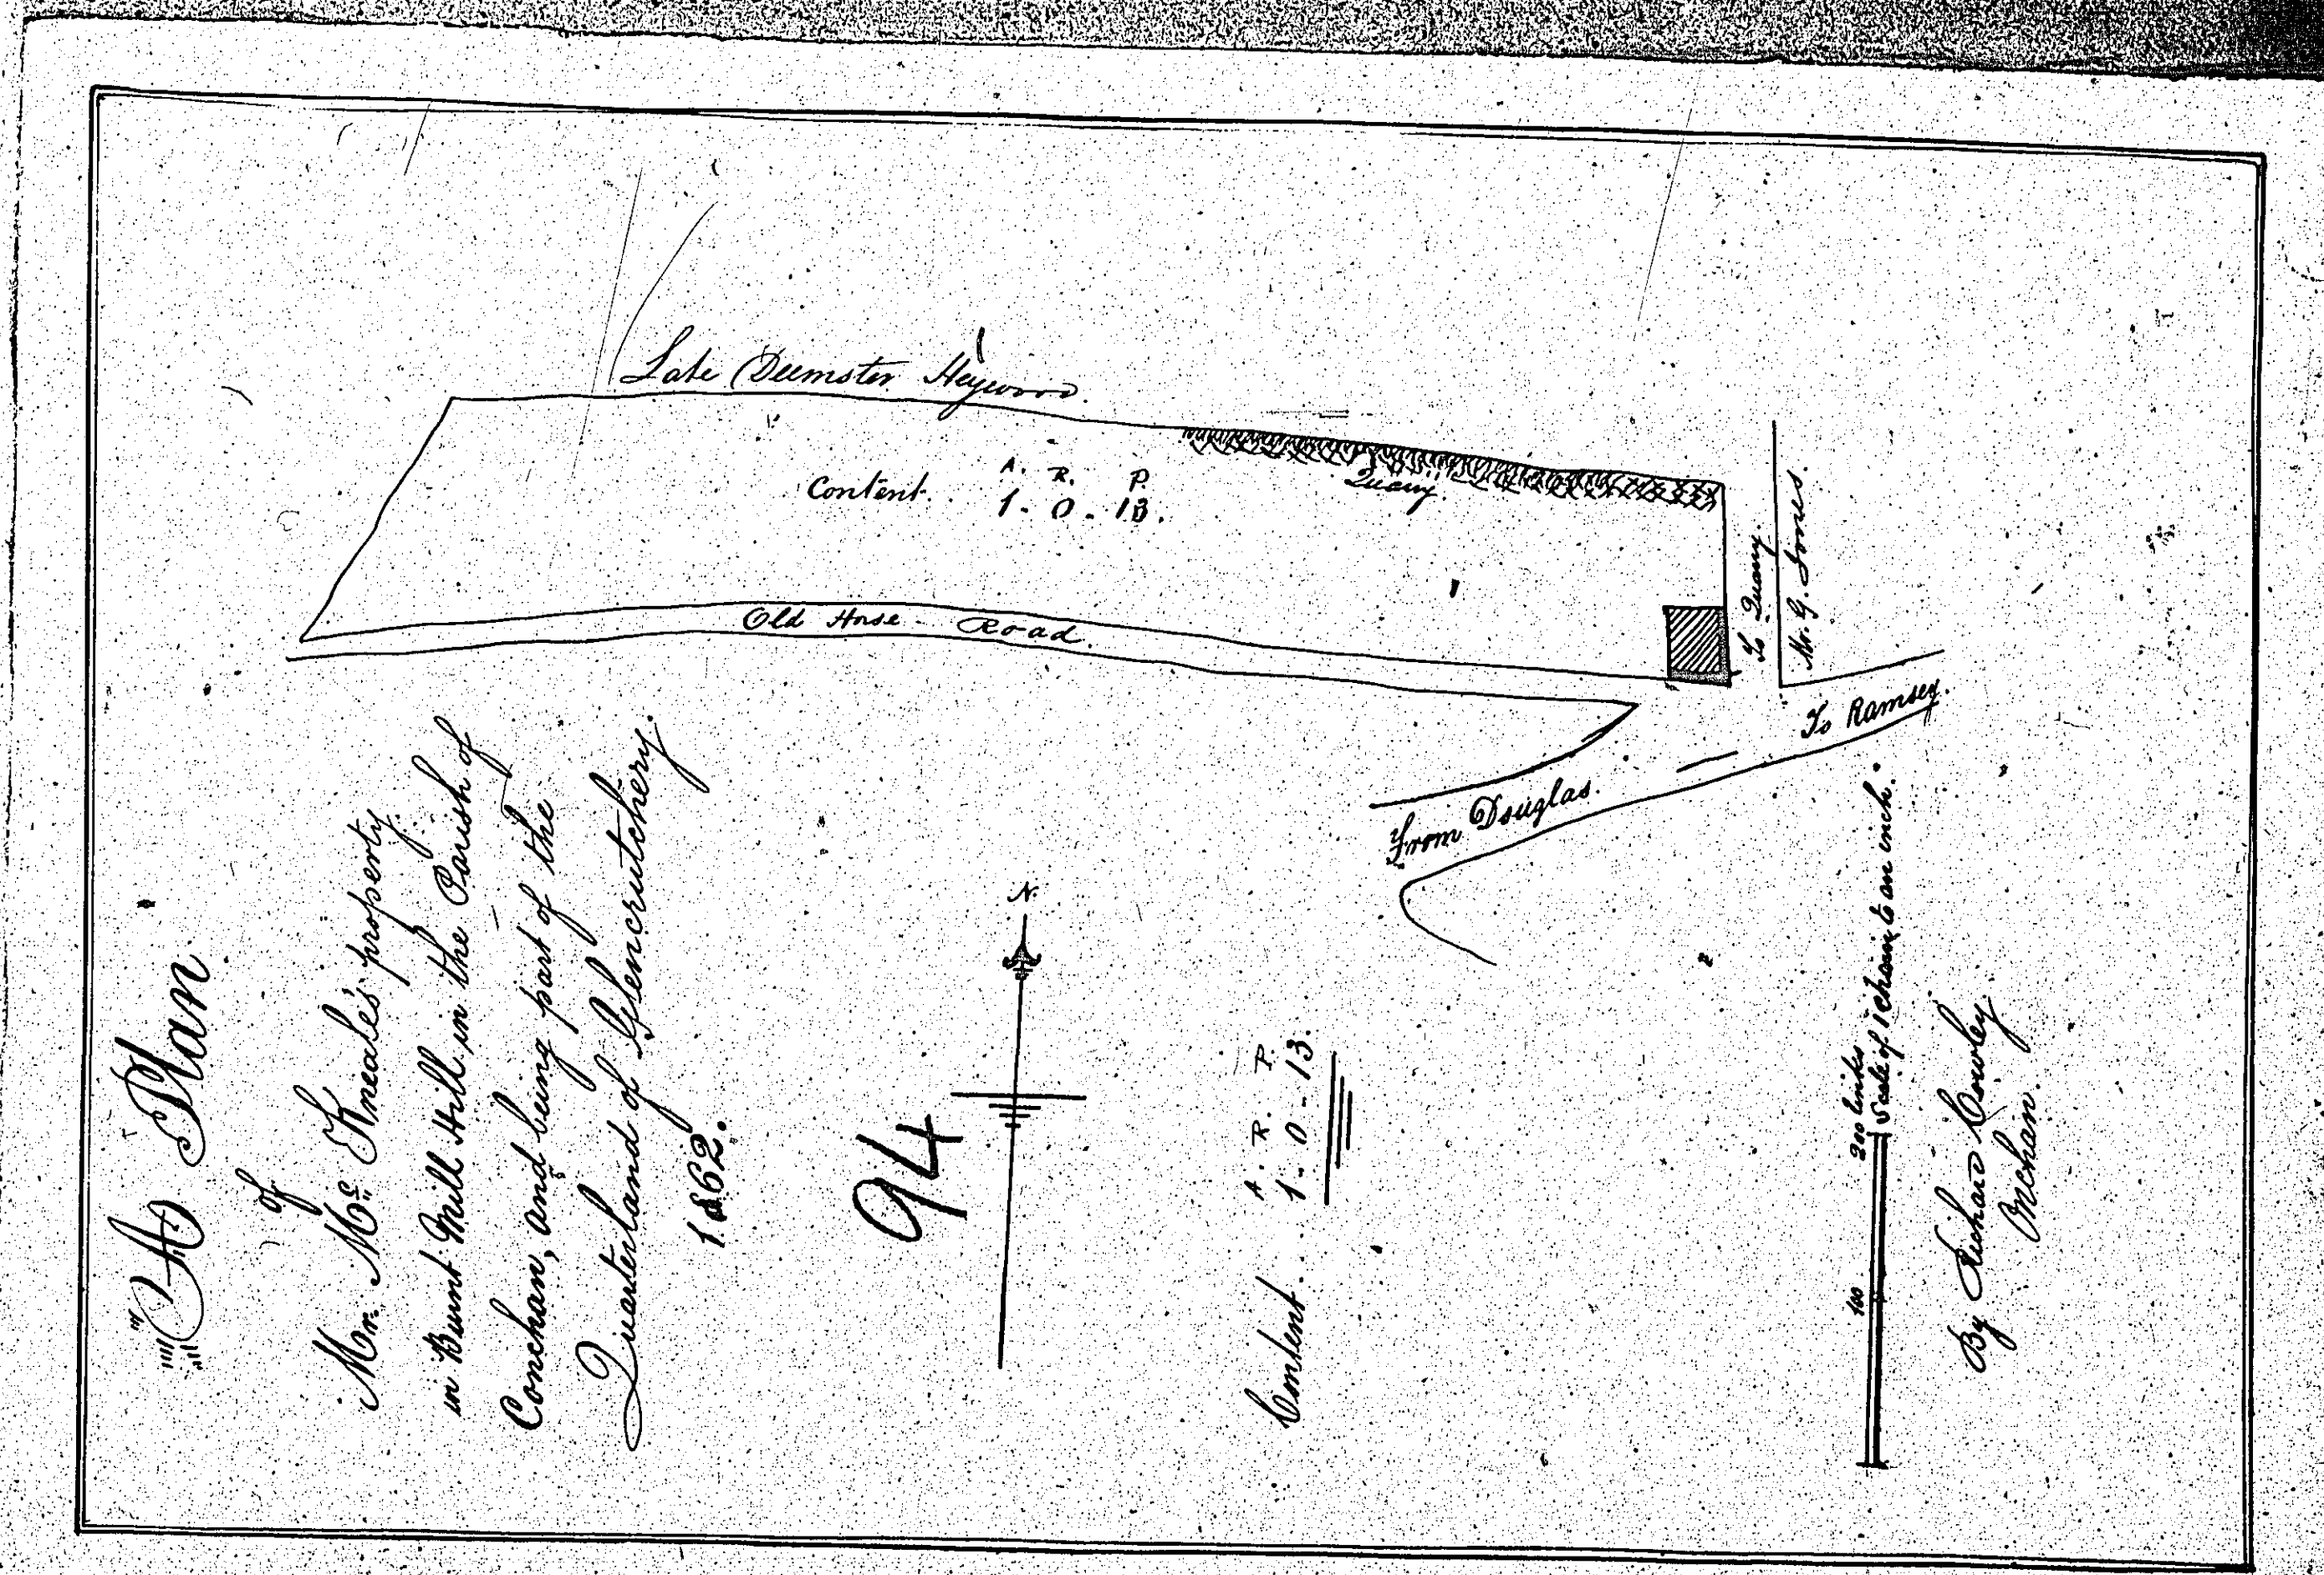 A Plan
of
Mr. Mc. Kneale's property
in Burnt Mill Hill in the Parish of
Conchan, and being part of the
Quarterland of Glencrutchery.
1862.
94
N.
Late Deemster Heywood.
A. R. P.
Content. 1 - 0 - 13.
Quarry.
Old Horse - Road.
To Quarry.
Mr. G. Jones.
To Ramsey.
From Douglas.
A. R. P.
Content... 1 - 0 - 13.
100 200 links
Scale of 1 chain to an inch.
By Richard Cowley
Onchan.